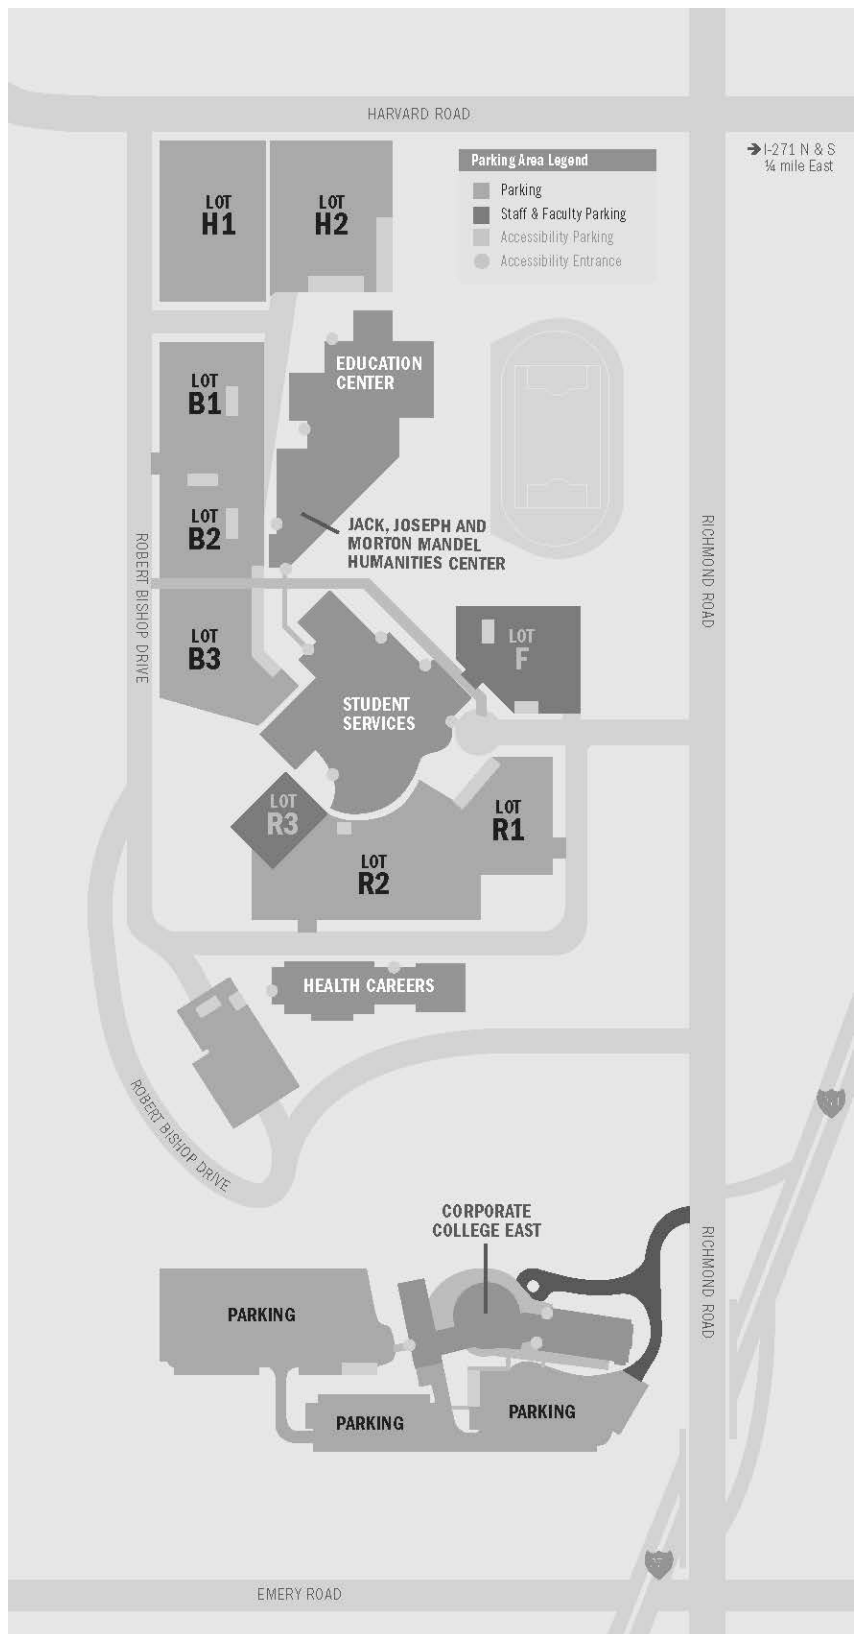 HARVARD ROAD
I-271 N & S
¼ mile East
Parking Area Legend
Parking
Staff & Faculty Parking
Accessibility Parking
Accessibility Entrance
LOT
H1
LOT
H2
EDUCATION
CENTER
LOT
B1
LOT
B2
JACK, JOSEPH AND
MORTON MANDEL
HUMANITIES CENTER
ROBERT BISHOP DRIVE
RICHMOND ROAD
LOT
B3
LOT
F
STUDENT
SERVICES
LOT
R3
LOT
R1
LOT
R2
HEALTH CAREERS
ROBERT BISHOP DRIVE
CORPORATE
COLLEGE EAST
RICHMOND ROAD
PARKING
PARKING
PARKING
EMERY ROAD